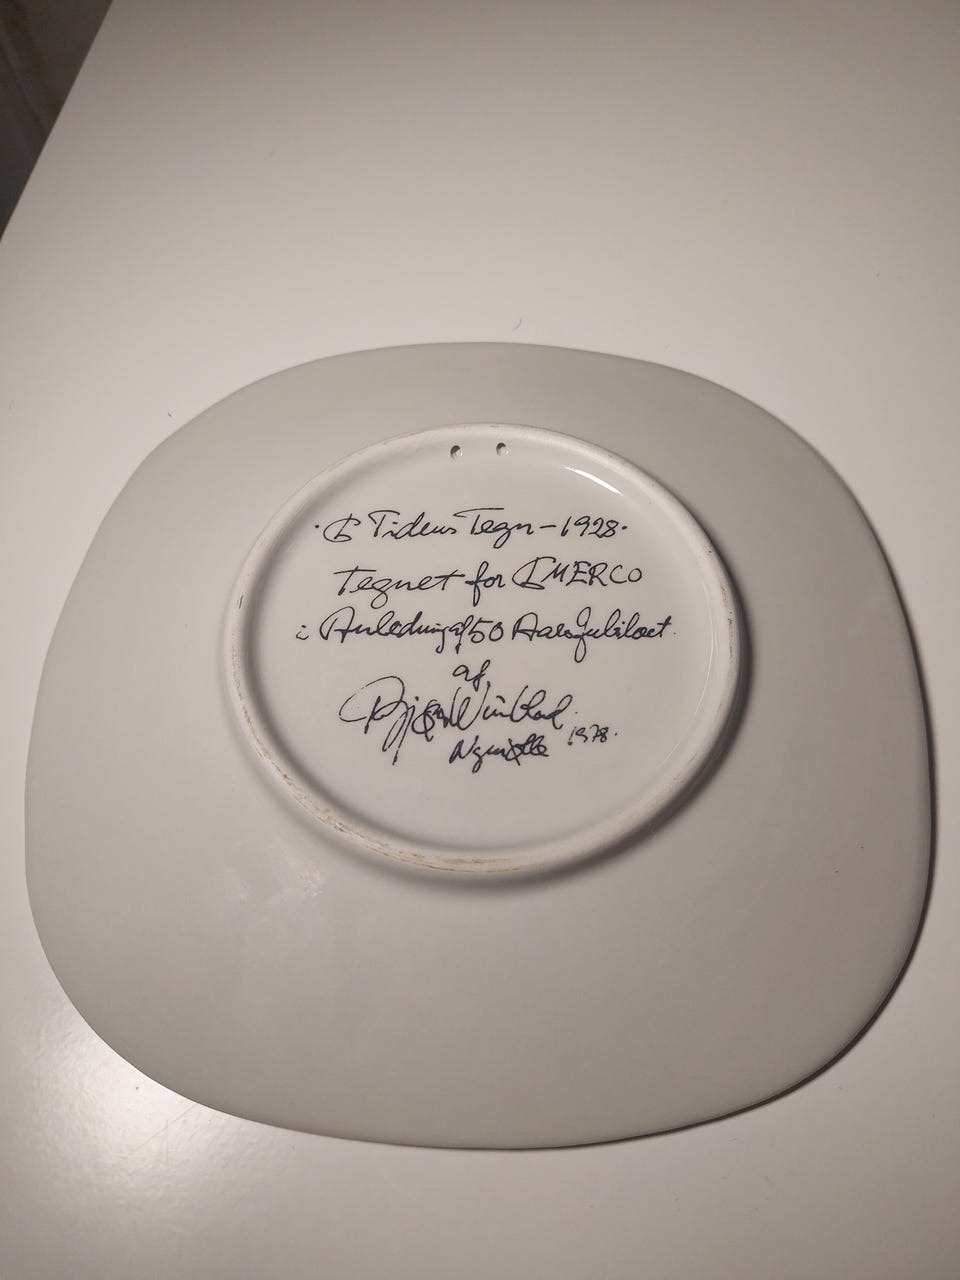 I Tidens Tegn - 1928.
Tegnet for IMERCO
i Anledning af 50 Aars Jubilæet
af
Bjørn Wiinblad.
Nymølle 1978.